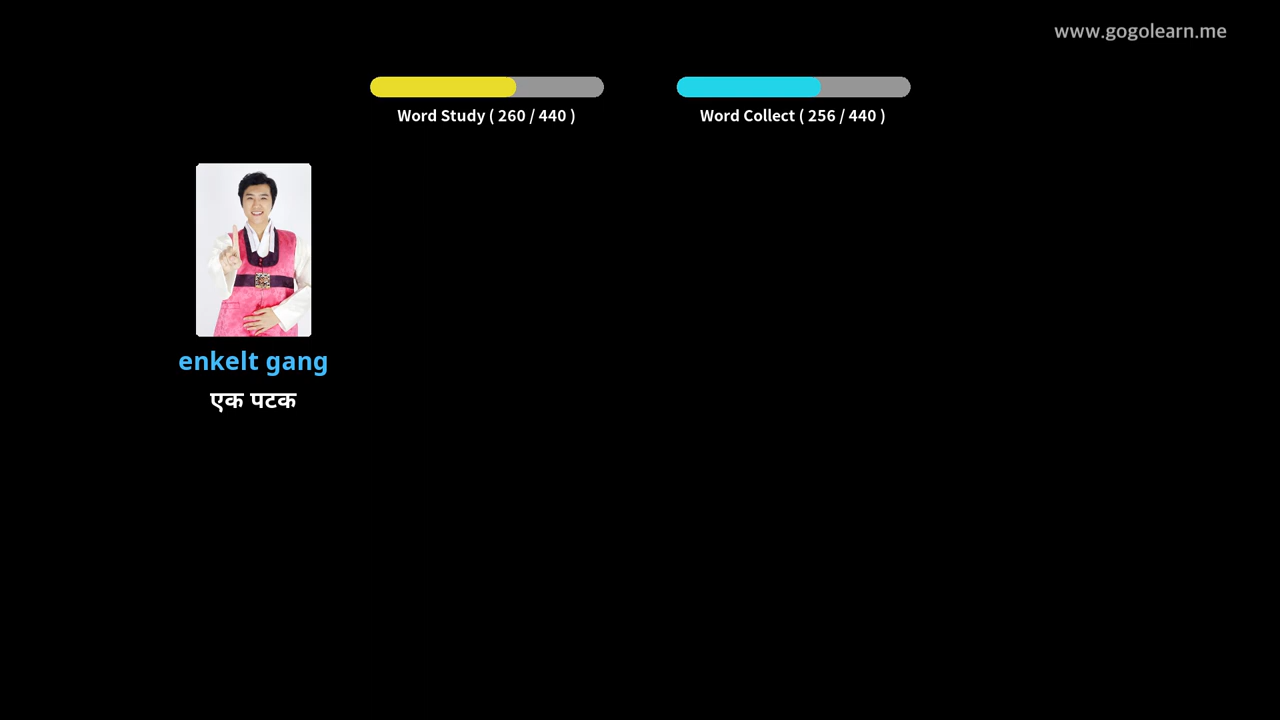 www.gogolearn.me
Word Study ( 260 / 440 )
Word Collect ( 256 / 440 )
enkelt gang
एक पटक